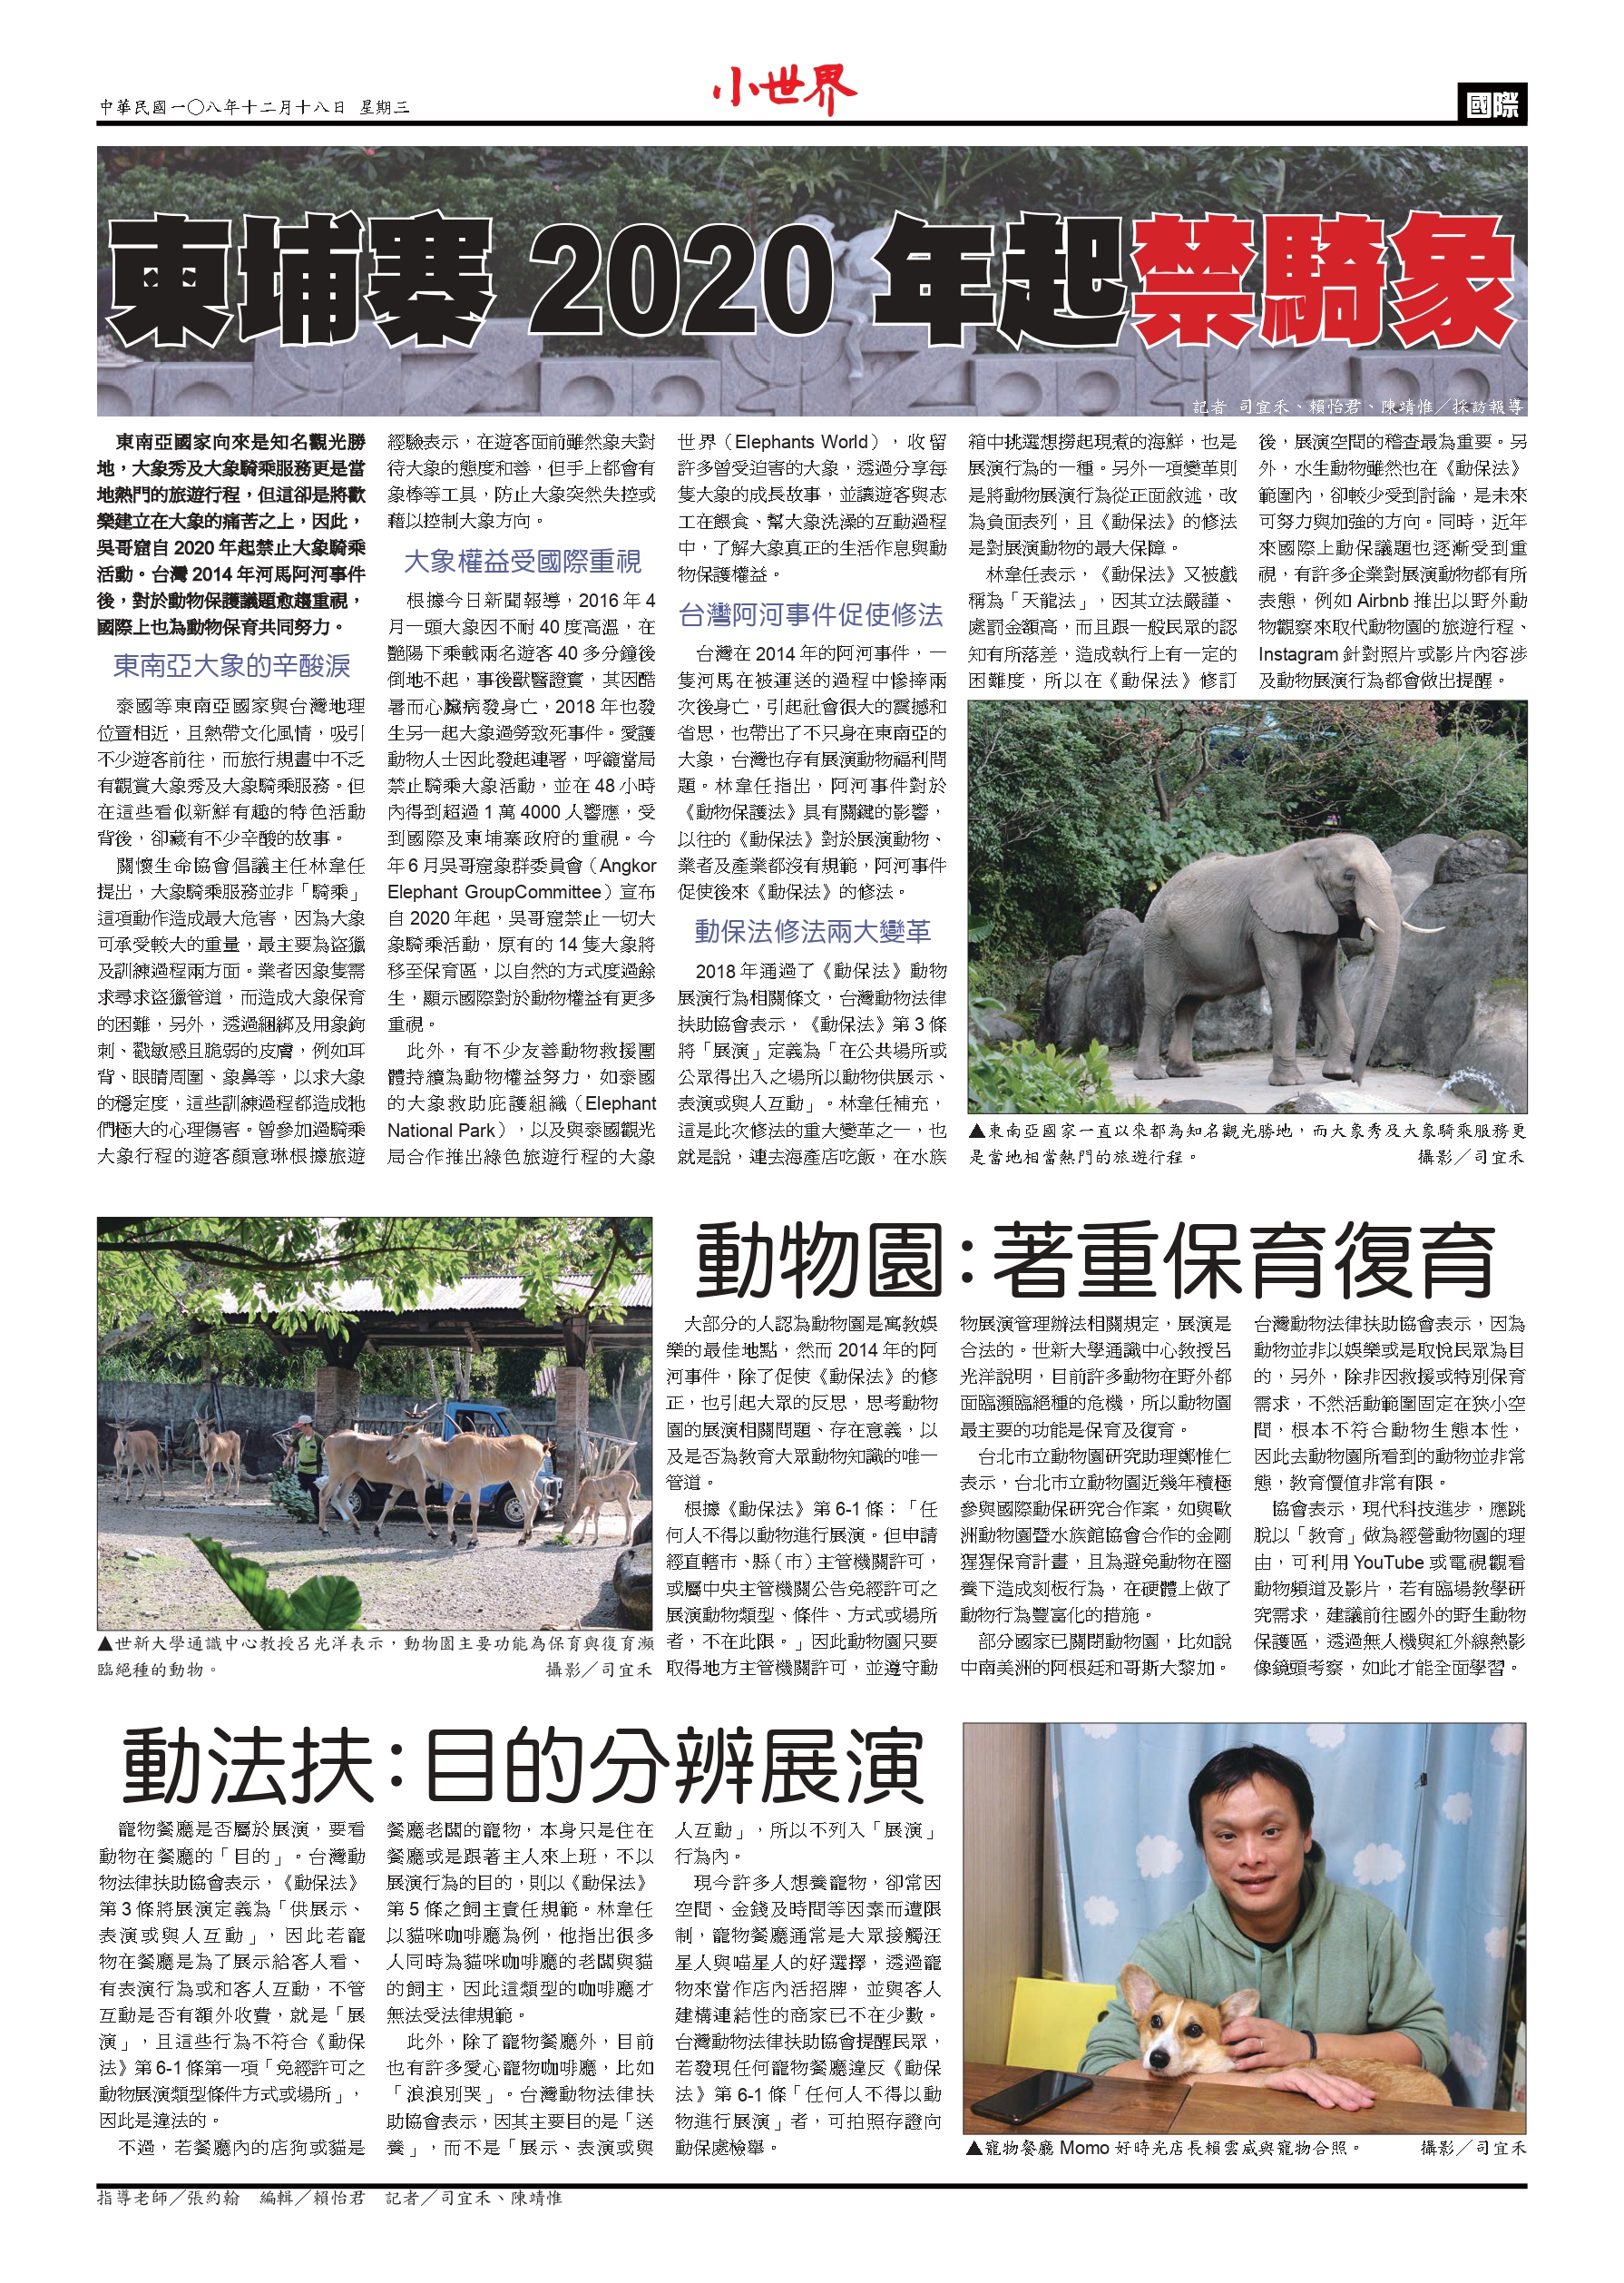 中華民國一〇八年十二月十八日 星期三
小世界
國際
柬埔寨 2020 年起禁騎象
記者 司宜禾、賴怡君、陳靖惟／採訪報導
東南亞國家向來是知名觀光勝
地，大象秀及大象騎乘服務更是當
地熱門的旅遊行程，但這卻是將歡
樂建立在大象的痛苦之上，因此，
吳哥窟自 2020 年起禁止大象騎乘
活動。台灣 2014 年河馬阿河事件
後，對於動物保護議題愈趨重視，
國際上也為動物保育共同努力。
東南亞大象的辛酸淚
泰國等東南亞國家與台灣地理
位置相近，且熱帶文化風情，吸引
不少遊客前往，而旅行規畫中不乏
有觀賞大象秀及大象騎乘服務。但
在這些看似新鮮有趣的特色活動
背後，卻藏有不少辛酸的故事。
關懷生命協會倡議主任林韋任
提出，大象騎乘服務並非「騎乘」
這項動作造成最大危害，因為大象
可承受較大的重量，最主要為盜獵
及訓練過程兩方面。業者因象隻需
求尋求盜獵管道，而造成大象保育
的困難，另外，透過綑綁及用象鉤
刺、戳敏感且脆弱的皮膚，例如耳
背、眼睛周圍、象鼻等，以求大象
的穩定度，這些訓練過程都造成牠
們極大的心理傷害。曾參加過騎乘
大象行程的遊客顏意琳根據旅遊
經驗表示，在遊客面前雖然象夫對
待大象的態度和善，但手上都會有
象棒等工具，防止大象突然失控或
藉以控制大象方向。
大象權益受國際重視
根據今日新聞報導，2016 年 4
月一頭大象因不耐 40 度高溫，在
艷陽下乘載兩名遊客 40 多分鐘後
倒地不起，事後獸醫證實，其因酷
暑而心臟病發身亡，2018 年也發
生另一起大象過勞致死事件。愛護
動物人士因此發起連署，呼籲當局
禁止騎乘大象活動，並在 48 小時
內得到超過 1 萬 4000 人響應，受
到國際及柬埔寨政府的重視。今
年 6 月吳哥窟象群委員會（Angkor
Elephant GroupCommittee）宣布
自 2020 年起，吳哥窟禁止一切大
象騎乘活動，原有的 14 隻大象將
移至保育區，以自然的方式度過餘
生，顯示國際對於動物權益有更多
重視。
此外，有不少友善動物救援團
體持續為動物權益努力，如泰國
的大象救助庇護組織（Elephant
National Park），以及與泰國觀光
局合作推出綠色旅遊行程的大象
世界（Elephants World），收留
許多曾受迫害的大象，透過分享每
隻大象的成長故事，並讓遊客與志
工在餵食、幫大象洗澡的互動過程
中，了解大象真正的生活作息與動
物保護權益。
台灣阿河事件促使修法
台灣在 2014 年的阿河事件，一
隻河馬在被運送的過程中慘摔兩
次後身亡，引起社會很大的震撼和
省思，也帶出了不只身在東南亞的
大象，台灣也存有展演動物福利問
題。林韋任指出，阿河事件對於
《動物保護法》具有關鍵的影響，
以往的《動保法》對於展演動物、
業者及產業都沒有規範，阿河事件
促使後來《動保法》的修法。
動保法修法兩大變革
2018 年通過了《動保法》動物
展演行為相關條文，台灣動物法律
扶助協會表示，《動保法》第 3 條
將「展演」定義為「在公共場所或
公眾得出入之場所以動物供展示、
表演或與人互動」。林韋任補充，
這是此次修法的重大變革之一，也
就是說，連去海產店吃飯，在水族
箱中挑選想撈起現煮的海鮮，也是
展演行為的一種。另外一項變革則
是將動物展演行為從正面敘述，改
為負面表列，且《動保法》的修法
是對展演動物的最大保障。
林韋任表示，《動保法》又被戲
稱為「天龍法」，因其立法嚴謹、
處罰金額高，而且跟一般民眾的認
知有所落差，造成執行上有一定的
困難度，所以在《動保法》修訂
後，展演空間的稽查最為重要。另
外，水生動物雖然也在《動保法》
範圍內，卻較少受到討論，是未來
可努力與加強的方向。同時，近年
來國際上動保議題也逐漸受到重
視，有許多企業對展演動物都有所
表態，例如 Airbnb 推出以野外動
物觀察來取代動物園的旅遊行程、
Instagram 針對照片或影片內容涉
及動物展演行為都會做出提醒。
▲東南亞國家一直以來都為知名觀光勝地，而大象秀及大象騎乘服務更
是當地相當熱門的旅遊行程。 攝影／司宜禾
▲世新大學通識中心教授呂光洋表示，動物園主要功能為保育與復育瀕
臨絕種的動物。 攝影／司宜禾
動物園：著重保育復育
大部分的人認為動物園是寓教娛
樂的最佳地點，然而 2014 年的阿
河事件，除了促使《動保法》的修
正，也引起大眾的反思，思考動物
園的展演相關問題、存在意義，以
及是否為教育大眾動物知識的唯一
管道。
根據《動保法》第 6-1 條：「任
何人不得以動物進行展演。但申請
經直轄市、縣（市）主管機關許可，
或屬中央主管機關公告免經許可之
展演動物類型、條件、方式或場所
者，不在此限。」因此動物園只要
取得地方主管機關許可，並遵守動
物展演管理辦法相關規定，展演是
合法的。世新大學通識中心教授呂
光洋說明，目前許多動物在野外都
面臨瀕臨絕種的危機，所以動物園
最主要的功能是保育及復育。
台北市立動物園研究助理鄭惟仁
表示，台北市立動物園近幾年積極
參與國際動保研究合作案，如與歐
洲動物園暨水族館協會合作的金剛
猩猩保育計畫，且為避免動物在圈
養下造成刻板行為，在硬體上做了
動物行為豐富化的措施。
部分國家已關閉動物園，比如說
中南美洲的阿根廷和哥斯大黎加。
台灣動物法律扶助協會表示，因為
動物並非以娛樂或是取悅民眾為目
的，另外，除非因救援或特別保育
需求，不然活動範圍固定在狹小空
間，根本不符合動物生態本性，
因此去動物園所看到的動物並非常
態，教育價值非常有限。
協會表示，現代科技進步，應跳
脫以「教育」做為經營動物園的理
由，可利用 YouTube 或電視觀看
動物頻道及影片，若有臨場教學研
究需求，建議前往國外的野生動物
保護區，透過無人機與紅外線熱影
像鏡頭考察，如此才能全面學習。
動法扶：目的分辨展演
寵物餐廳是否屬於展演，要看
動物在餐廳的「目的」。台灣動
物法律扶助協會表示，《動保法》
第 3 條將展演定義為「供展示、
表演或與人互動」，因此若寵
物在餐廳是為了展示給客人看、
有表演行為或和客人互動，不管
互動是否有額外收費，就是「展
演」，且這些行為不符合《動保
法》第 6-1 條第一項「免經許可之
動物展演類型條件方式或場所」，
因此是違法的。
不過，若餐廳內的店狗或貓是
餐廳老闆的寵物，本身只是住在
餐廳或是跟著主人來上班，不以
展演行為的目的，則以《動保法》
第 5 條之飼主責任規範。林韋任
以貓咪咖啡廳為例，他指出很多
人同時為貓咪咖啡廳的老闆與貓
的飼主，因此這類型的咖啡廳才
無法受法律規範。
此外，除了寵物餐廳外，目前
也有許多愛心寵物咖啡廳，比如
「浪浪別哭」。台灣動物法律扶
助協會表示，因其主要目的是「送
養」，而不是「展示、表演或與
人互動」，所以不列入「展演」
行為內。
現今許多人想養寵物，卻常因
空間、金錢及時間等因素而遭限
制，寵物餐廳通常是大眾接觸汪
星人與喵星人的好選擇，透過寵
物來當作店內活招牌，並與客人
建構連結性的商家已不在少數。
台灣動物法律扶助協會提醒民眾，
若發現任何寵物餐廳違反《動保
法》第 6-1 條「任何人不得以動
物進行展演」者，可拍照存證向
動保處檢舉。
▲寵物餐廳 Momo 好時光店長賴雲威與寵物合照。 攝影／司宜禾
指導老師／張約翰 編輯／賴怡君 記者／司宜禾、陳靖惟